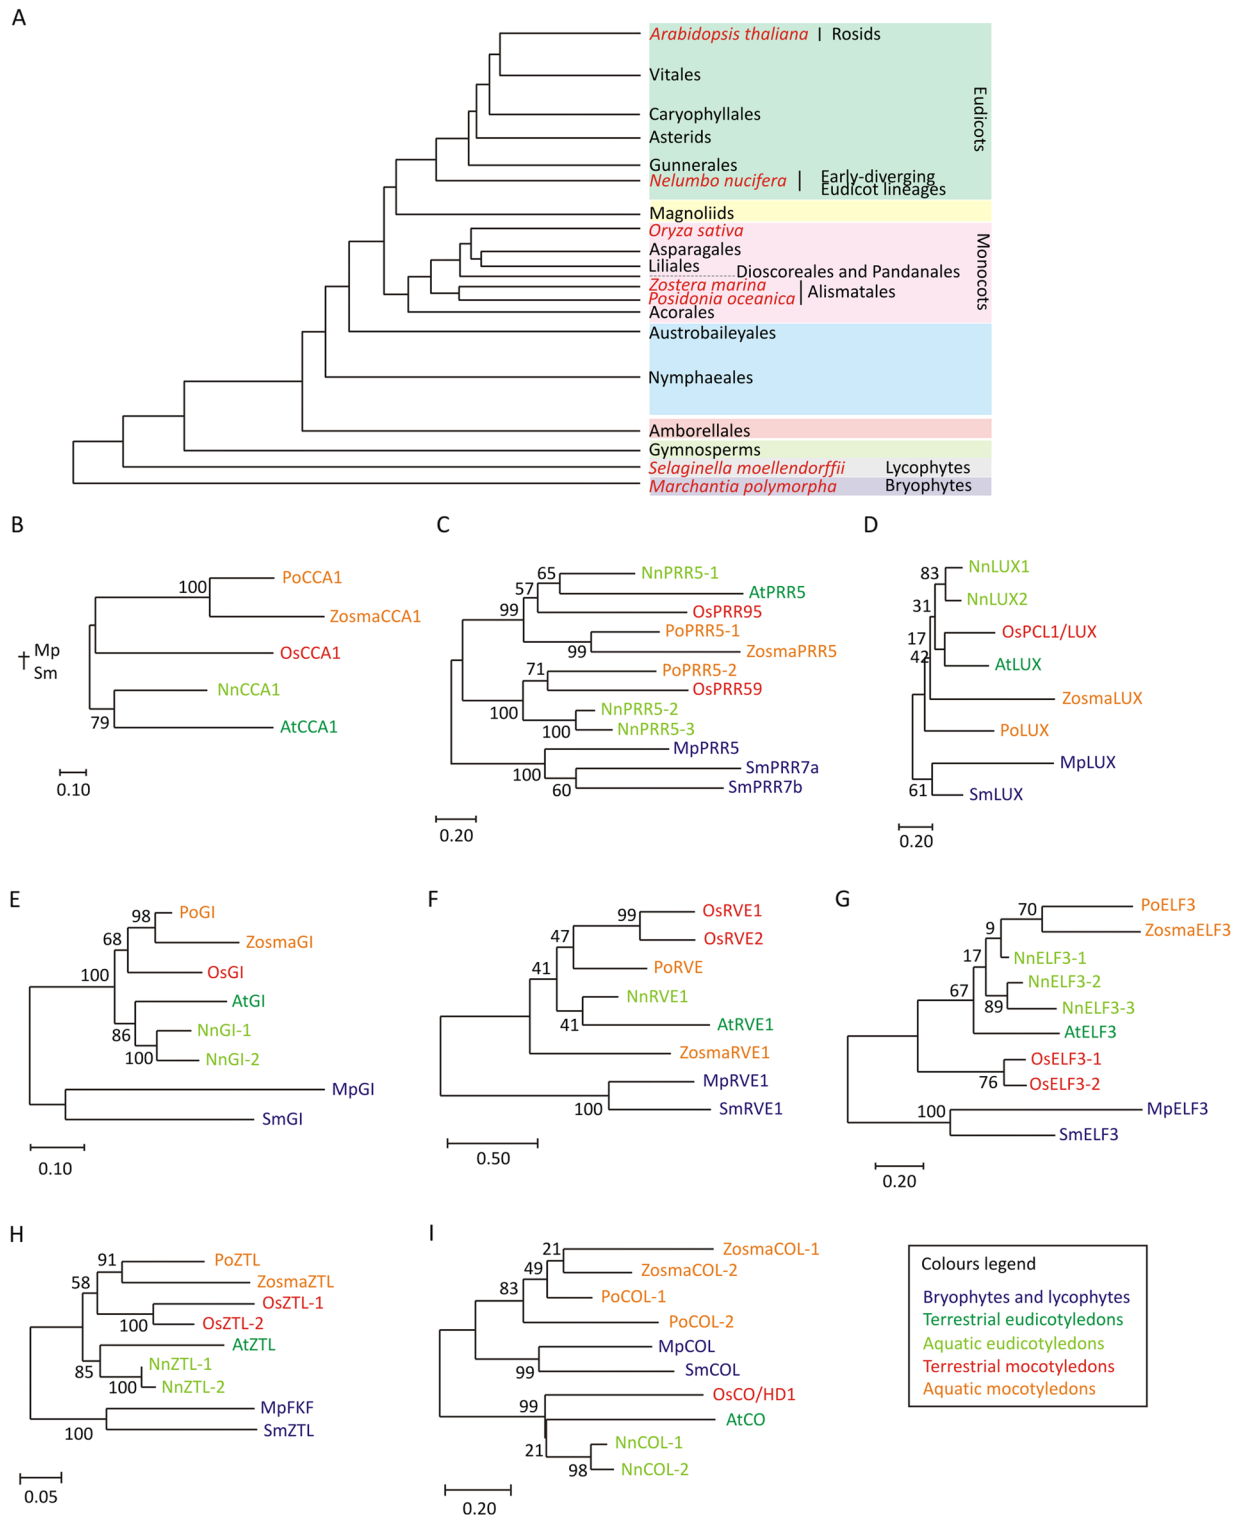 A
Arabidopsis thaliana | Rosids
Vitales
Caryophyllales
Asterids
Gunnerales
Nelumbo nucifera | Early-diverging
Eudicot lineages
Eudicots
Magnoliids
Oryza sativa
Asparagales
Liliales
Dioscoreales and Pandanales
Zostera marina
Posidonia oceanica
Alismatales
Acorales
Monocots
Austrobaileyales
Nymphaeales
Amborellales
Gymnosperms
Selaginella moellendorffii Lycophytes
Marchantia polymorpha Bryophytes
B
100
PoCCA1
ZosmaCCA1
† Mp
Sm
OsCCA1
NnCCA1
79
AtCCA1
0.10
C
65
NnPRR5-1
57
AtPRR5
99
OsPRR95
PoPRR5-1
99
ZosmaPRR5
71
PoPRR5-2
OsPRR59
100
NnPRR5-2
100
NnPRR5-3
MpPRR5
100
SmPRR7a
60
SmPRR7b
0.20
D
83
NnLUX1
NnLUX2
31
OsPCL1/LUX
17
42
AtLUX
ZosmaLUX
PoLUX
MpLUX
61
SmLUX
0.20
E
98
PoGI
68
ZosmaGI
100
OsGI
AtGI
86
NnGI-1
100
NnGI-2
MpGI
SmGI
0.10
F
99
OsRVE1
47
OsRVE2
41
PoRVE
NnRVE1
41
AtRVE1
ZosmaRVE1
MpRVE1
100
SmRVE1
0.50
G
70
PoELF3
9
ZosmaELF3
17
NnELF3-1
67
NnELF3-2
89
NnELF3-3
AtELF3
OsELF3-1
76
OsELF3-2
100
MpELF3
SmELF3
0.20
H
91
PoZTL
58
ZosmaZTL
OsZTL-1
100
OsZTL-2
AtZTL
85
NnZTL-1
100
NnZTL-2
MpFKF
100
SmZTL
0.05
I
21
ZosmaCOL-1
49
ZosmaCOL-2
83
PoCOL-1
PoCOL-2
MpCOL
99
SmCOL
99
OsCO/HD1
AtCO
21
NnCOL-1
98
NnCOL-2
0.20
Colours legend
Bryophytes and lycophytes
Terrestrial eudicotyledons
Aquatic eudicotyledons
Terrestrial mocotyledons
Aquatic mocotyledons